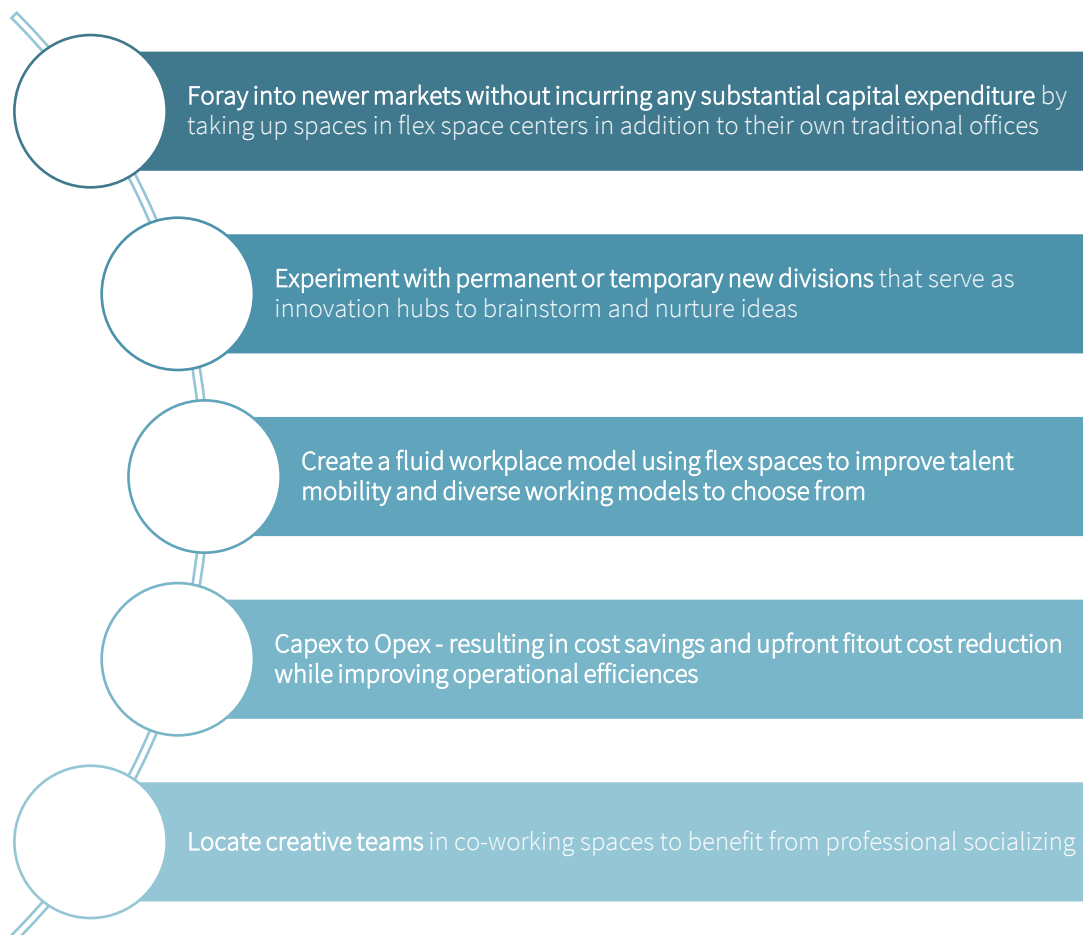 Foray into newer markets without incurring any substantial capital expenditure by
taking up spaces in flex space centers in addition to their own traditional offices
Experiment with permanent or temporary new divisions that serve as
innovation hubs to brainstorm and nurture ideas
Create a fluid workplace model using flex spaces to improve talent
mobility and diverse working models to choose from
Capex to Opex - resulting in cost savings and upfront fitout cost reduction
while improving operational efficiences
Locate creative teams in co-working spaces to benefit from professional socializing